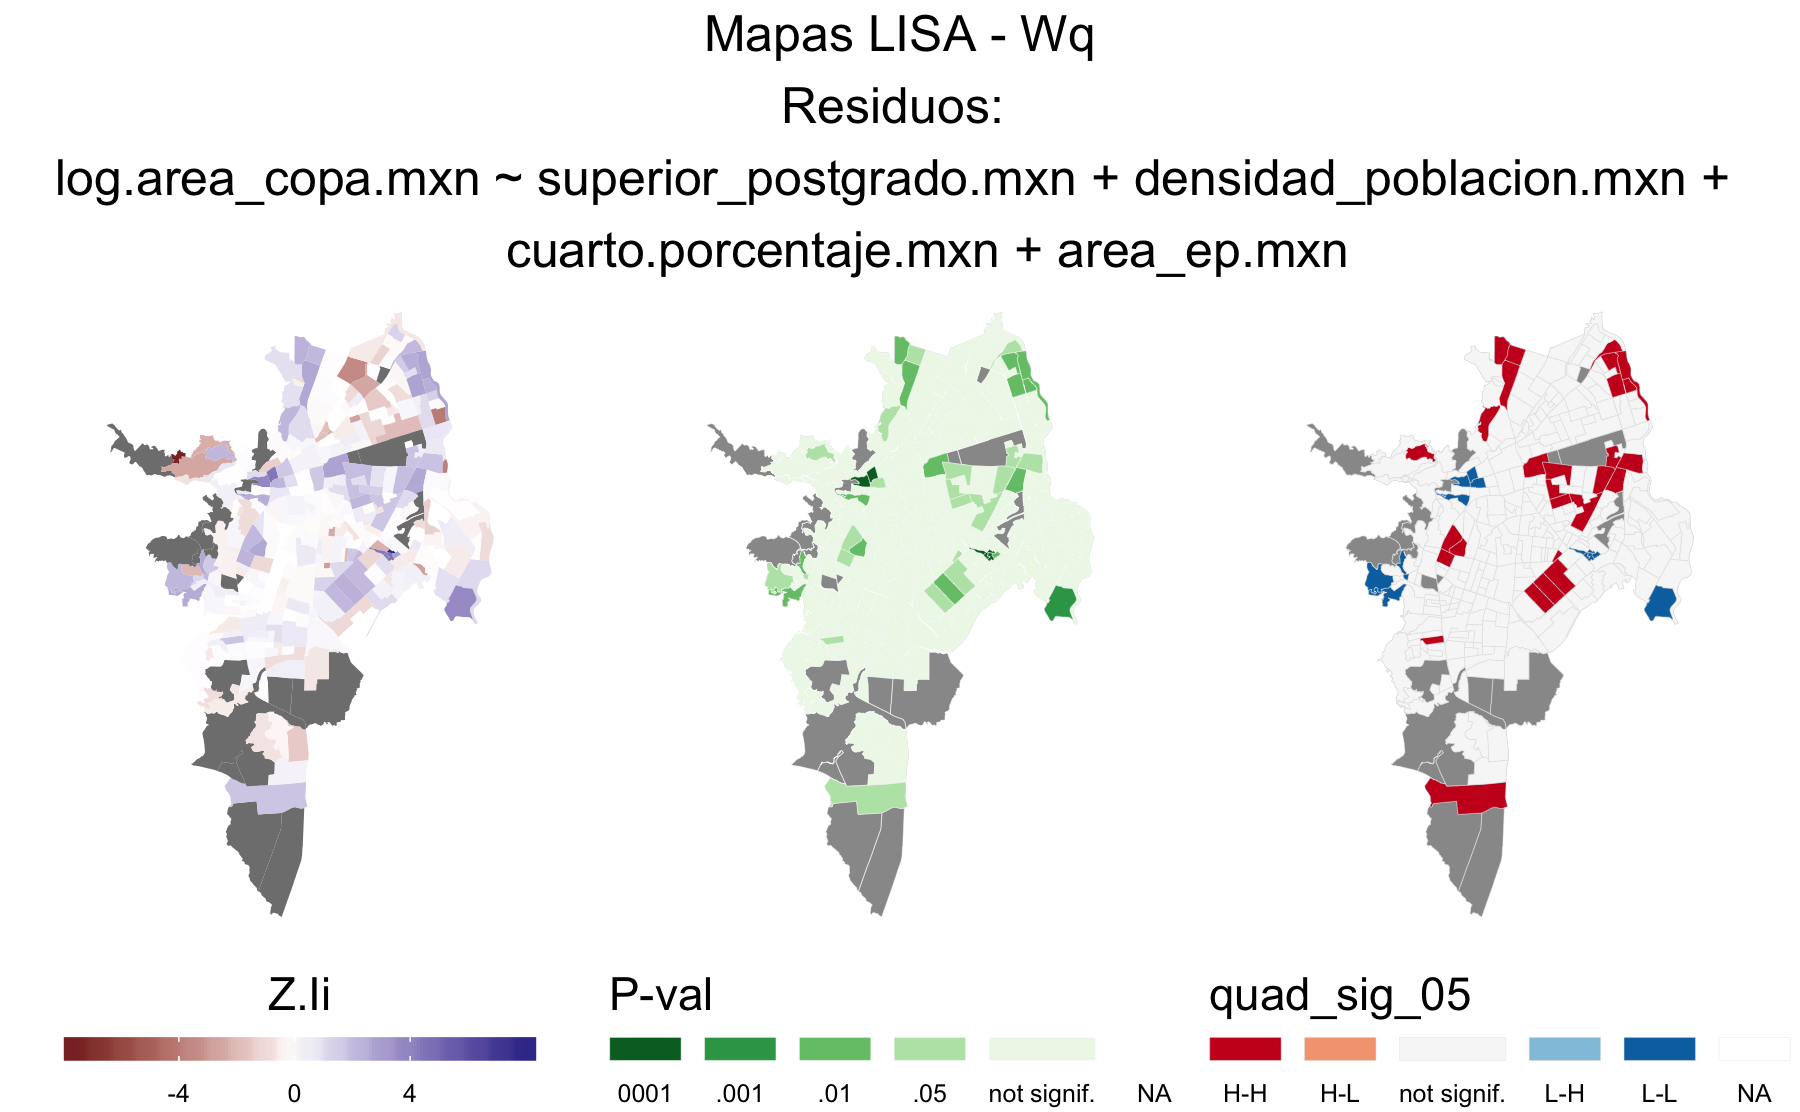 Mapas LISA - Wq
Residuos:
log.area_copa.mxn ~ superior_postgrado.mxn + densidad_poblacion.mxn +
cuarto.porcentaje.mxn + area_ep.mxn
Z.Ii
-4 0 4
P-val
0001 .001 .01 .05 not signif. NA
quad_sig_05
H-H H-L not signif. L-H L-L NA